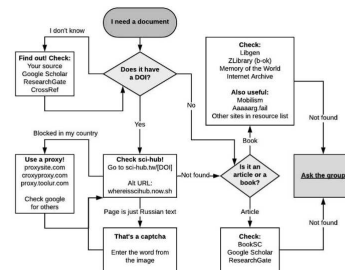 I need a document
I don't know
Find out! Check:
Your source
Google Scholar
ResearchGate
CrossRef
Does it
have a
DOI?
No
Yes
Check:
Libgen
ZLibrary (b-ok)
Memory of the World
Internet Archive
Also useful:
Mobilism
Aaaaarg.fail
Other sites in resource list
Not found
Book
Blocked in my country
Use a proxy!
proxysite.com
croxyproxy.com
proxy.toolur.com
Check google
for others
Check sci-hub!
Go to sci-hub.tw/[DOI]
Alt URL:
whereisscihub.now.sh
Not found
Is it an
article or a
book?
Ask the group
Page is just Russian text
That's a captcha
Enter the word from
the image
Article
Check:
BookSC
Google Scholar
ResearchGate
Not found